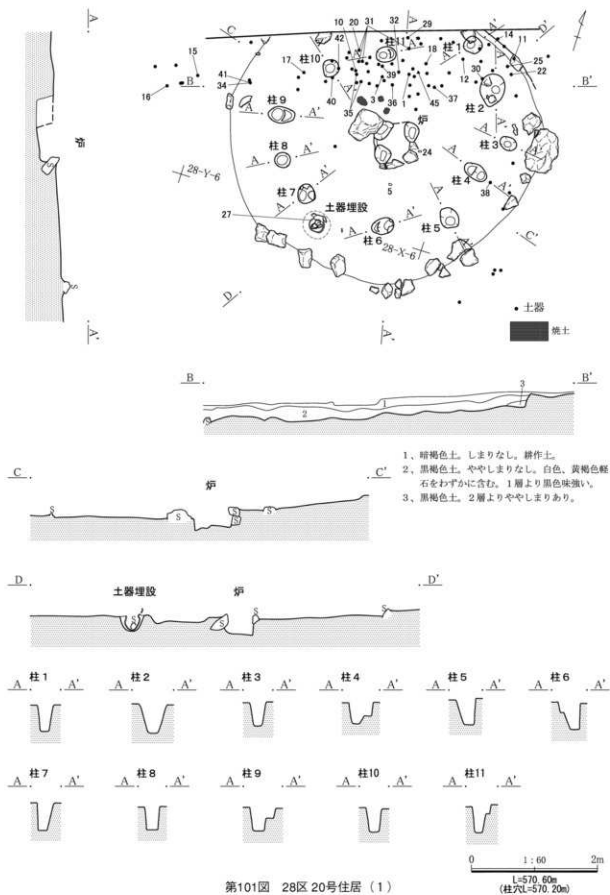 A
A
A'
D'
C
10 20 31 32 29
柱11
柱1
14
11
25
22
15
16
B
41
34
17
柱10
42
40
35
3
39
36
1
18
45
37
12
30
柱2
B'
A 柱9 A'
炉
24
柱3
A 柱8 A'
28-Y-6
柱4
38
柱7
5
27
土器埋設
A 柱6 A'
柱5
28-X-6
C'
D
A'
A'
炉
S
S
• 土器
焼土
B B'
1
2
3
1、暗褐色土。しまりなし。耕作土。
2、黒褐色土。ややしまりなし。白色、黄褐色軽
石をわずかに含む。1層より黒色味強い。
3、黒褐色土。2層よりややしまりあり。
C 炉 C'
S S S S S
D 土器埋設 炉 D'
S S S S
柱1 柱2 柱3 柱4 柱5 柱6
A A' A A' A A' A A' A A' A A'
柱7 柱8 柱9 柱10 柱11
A A' A A' A A' A A' A A'
0 1:60 2m
L=570.60m
(柱穴L=570.20m)
第101図 28区 20号住居 (1)